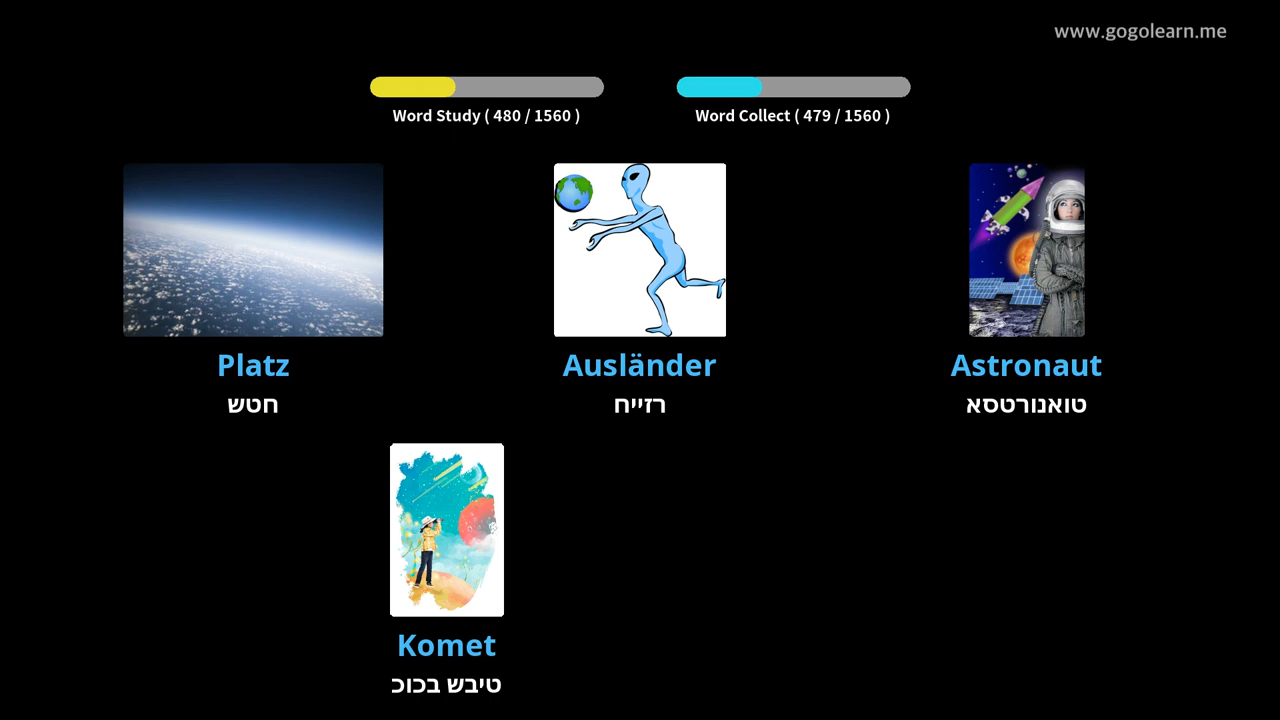 www.gogolearn.me
Word Study ( 480 / 1560 )
Word Collect ( 479 / 1560 )
Platz
חטש
Ausländer
רזייח
Astronaut
טואנורטסא
Komet
טיבש בכוכ